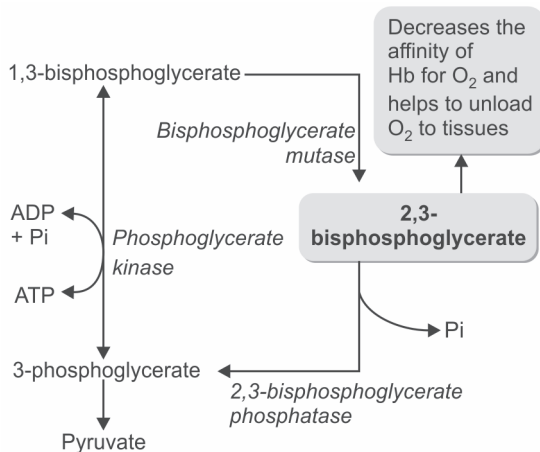 Decreases the
affinity of
Hb for O₂ and
helps to unload
O₂ to tissues
1,3-bisphosphoglycerate
Bisphosphoglycerate
mutase
2,3-
bisphosphoglycerate
ADP
+ Pi
Phosphoglycerate
kinase
ATP
Pi
3-phosphoglycerate
2,3-bisphosphoglycerate
phosphatase
Pyruvate